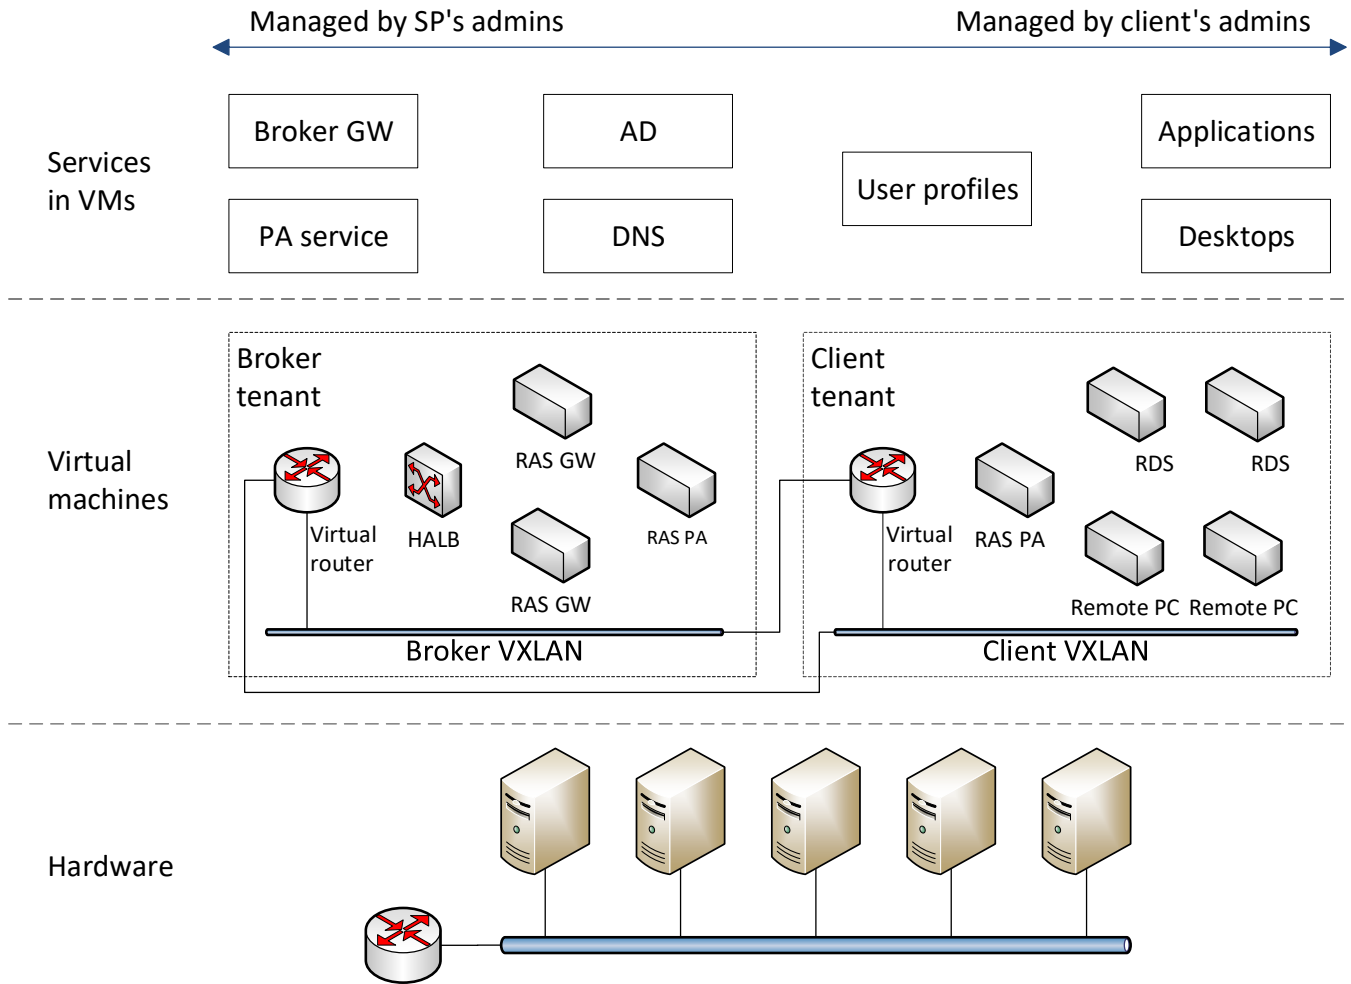 Managed by SP's admins
Managed by client's admins
Services
in VMs
Broker GW
AD
Applications
User profiles
PA service
DNS
Desktops
Virtual
machines
Broker
tenant
Virtual
router
HALB
RAS GW
RAS GW
RAS PA
Broker VXLAN
Client
tenant
Virtual
router
RAS PA
RDS
RDS
Remote PC
Remote PC
Client VXLAN
Hardware